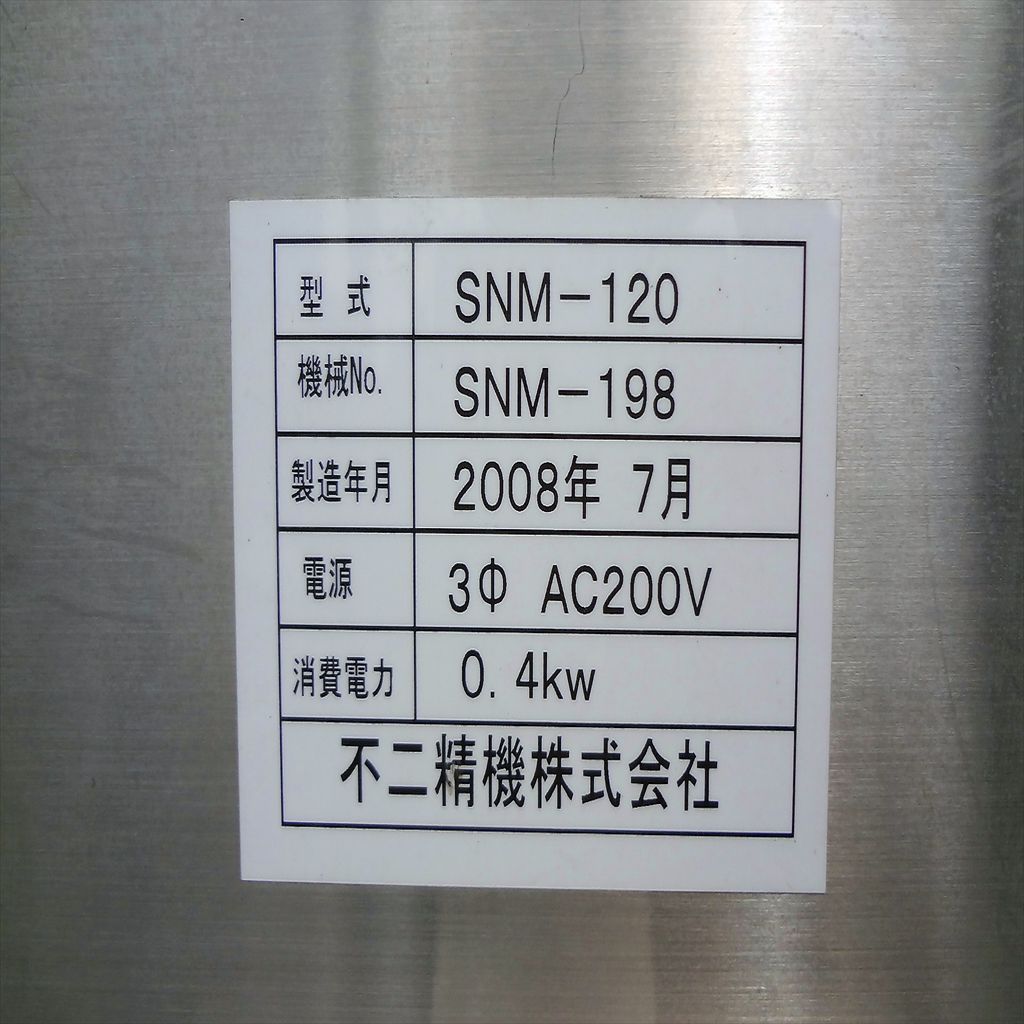 型式 SNM-120
機械No. SNM-198
製造年月 2008年 7月
電源 3Φ AC200V
消費電力 0.4kw
不二精機株式会社